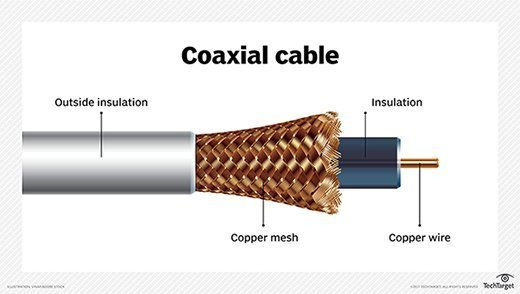 Coaxial cable
Outside insulation
Insulation
Copper mesh
Copper wire
TechTarget